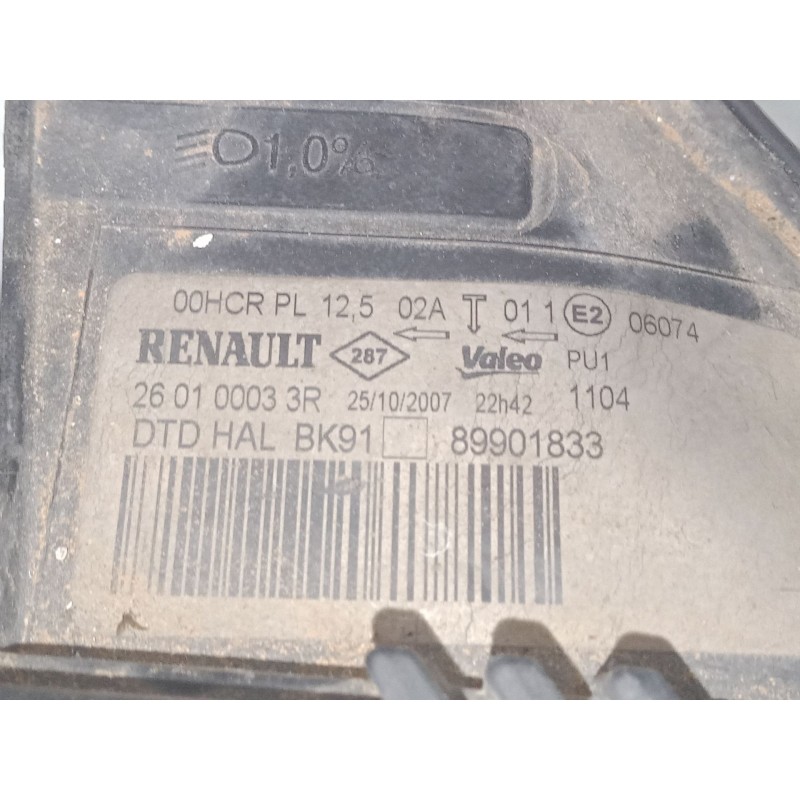 1,0%
00HCR PL 12,5 02A T 01 1 E2 06074
RENAULT 287 Valeo PU1
26 01 0003 3R 25/10/2007 22h42 1104
DTD HAL BK91 89901833